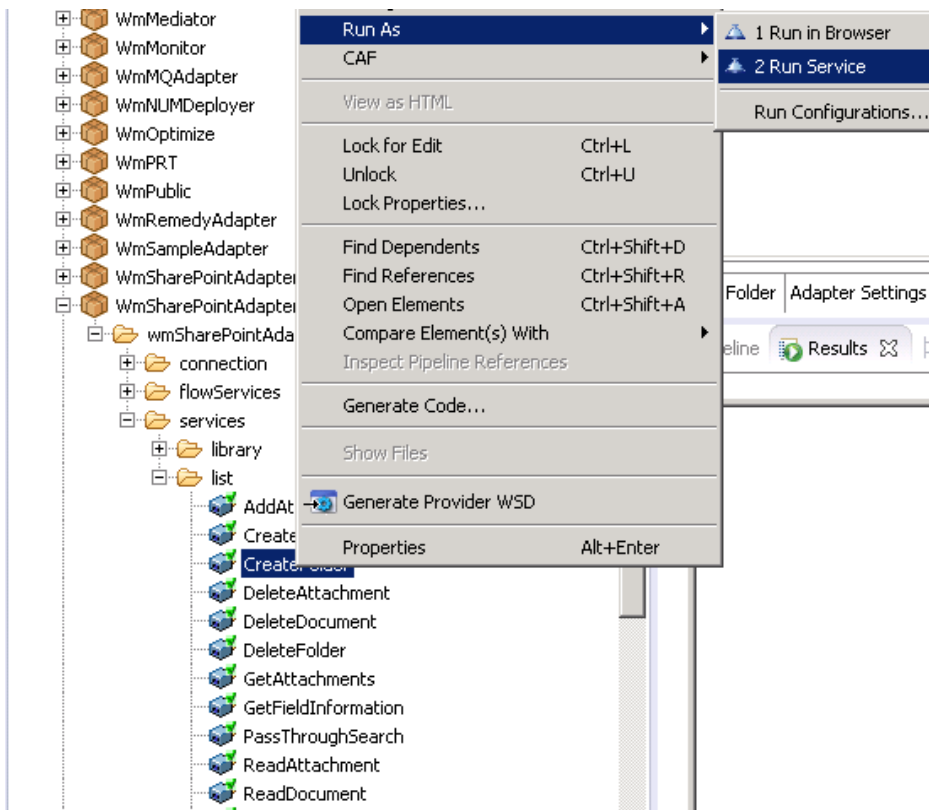 WmMediator
WmMonitor
WmMQAdapter
WmNUMDeployer
WmOptimize
WmPRT
WmPublic
WmRemedyAdapter
WmSampleAdapter
WmSharePointAdapter
WmSharePointAdapter
wmSharePointAda
connection
flowServices
services
library
list
AddAt
Create
CreateFolder
DeleteAttachment
DeleteDocument
DeleteFolder
GetAttachments
GetFieldInformation
PassThroughSearch
ReadAttachment
ReadDocument
Run As
CAF
View as HTML
Lock for Edit Ctrl+L
Unlock Ctrl+U
Lock Properties...
Find Dependents Ctrl+Shift+D
Find References Ctrl+Shift+R
Open Elements Ctrl+Shift+A
Compare Element(s) With
Inspect Pipeline References
Generate Code...
Show Files
Generate Provider WSD
Properties Alt+Enter
1 Run in Browser
2 Run Service
Run Configurations...
Folder Adapter Settings
eline Results